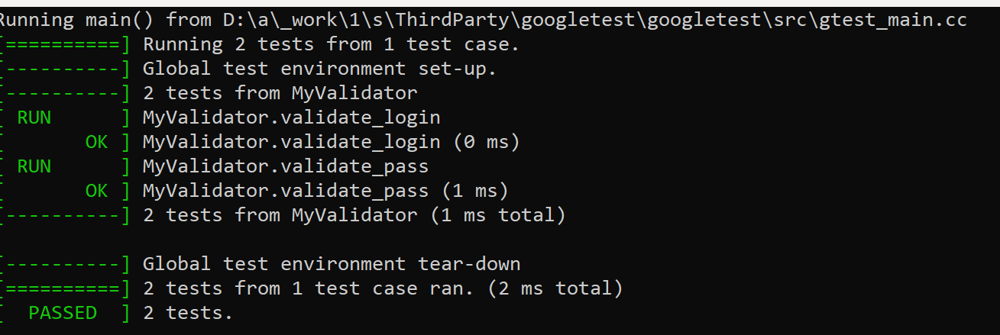 Running main() from D:\a\_work\1\s\ThirdParty\googletest\googletest\src\gtest_main.cc
[==========] Running 2 tests from 1 test case.
[----------] Global test environment set-up.
[----------] 2 tests from MyValidator
[ RUN      ] MyValidator.validate_login
[       OK ] MyValidator.validate_login (0 ms)
[ RUN      ] MyValidator.validate_pass
[       OK ] MyValidator.validate_pass (1 ms)
[----------] 2 tests from MyValidator (1 ms total)
[----------] Global test environment tear-down
[==========] 2 tests from 1 test case ran. (2 ms total)
[  PASSED  ] 2 tests.